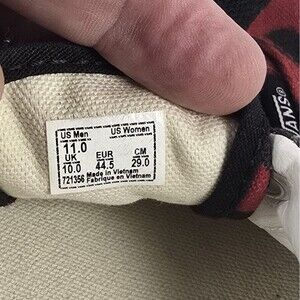 US Men US Women
11.0
UK EUR CM
10.0 44.5 29.0
721356 Made in Vietnam
Fabriqué en Vietnam
VANS®